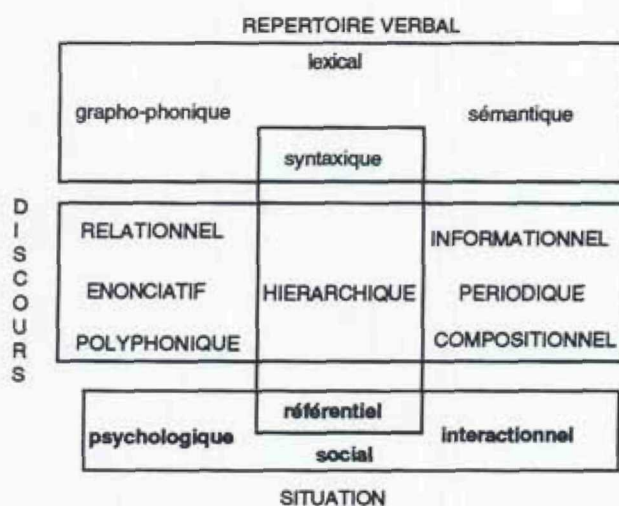 REPERTOIRE VERBAL
lexical
grapho-phonique sémantique
syntaxique
DISCOURS
RELATIONNEL INFORMATIONNEL
ENONCIATIF HIERARCHIQUE PERIODIQUE
POLYPHONIQUE COMPOSITIONNEL
référentiel
psychologique interactionnel
social
SITUATION